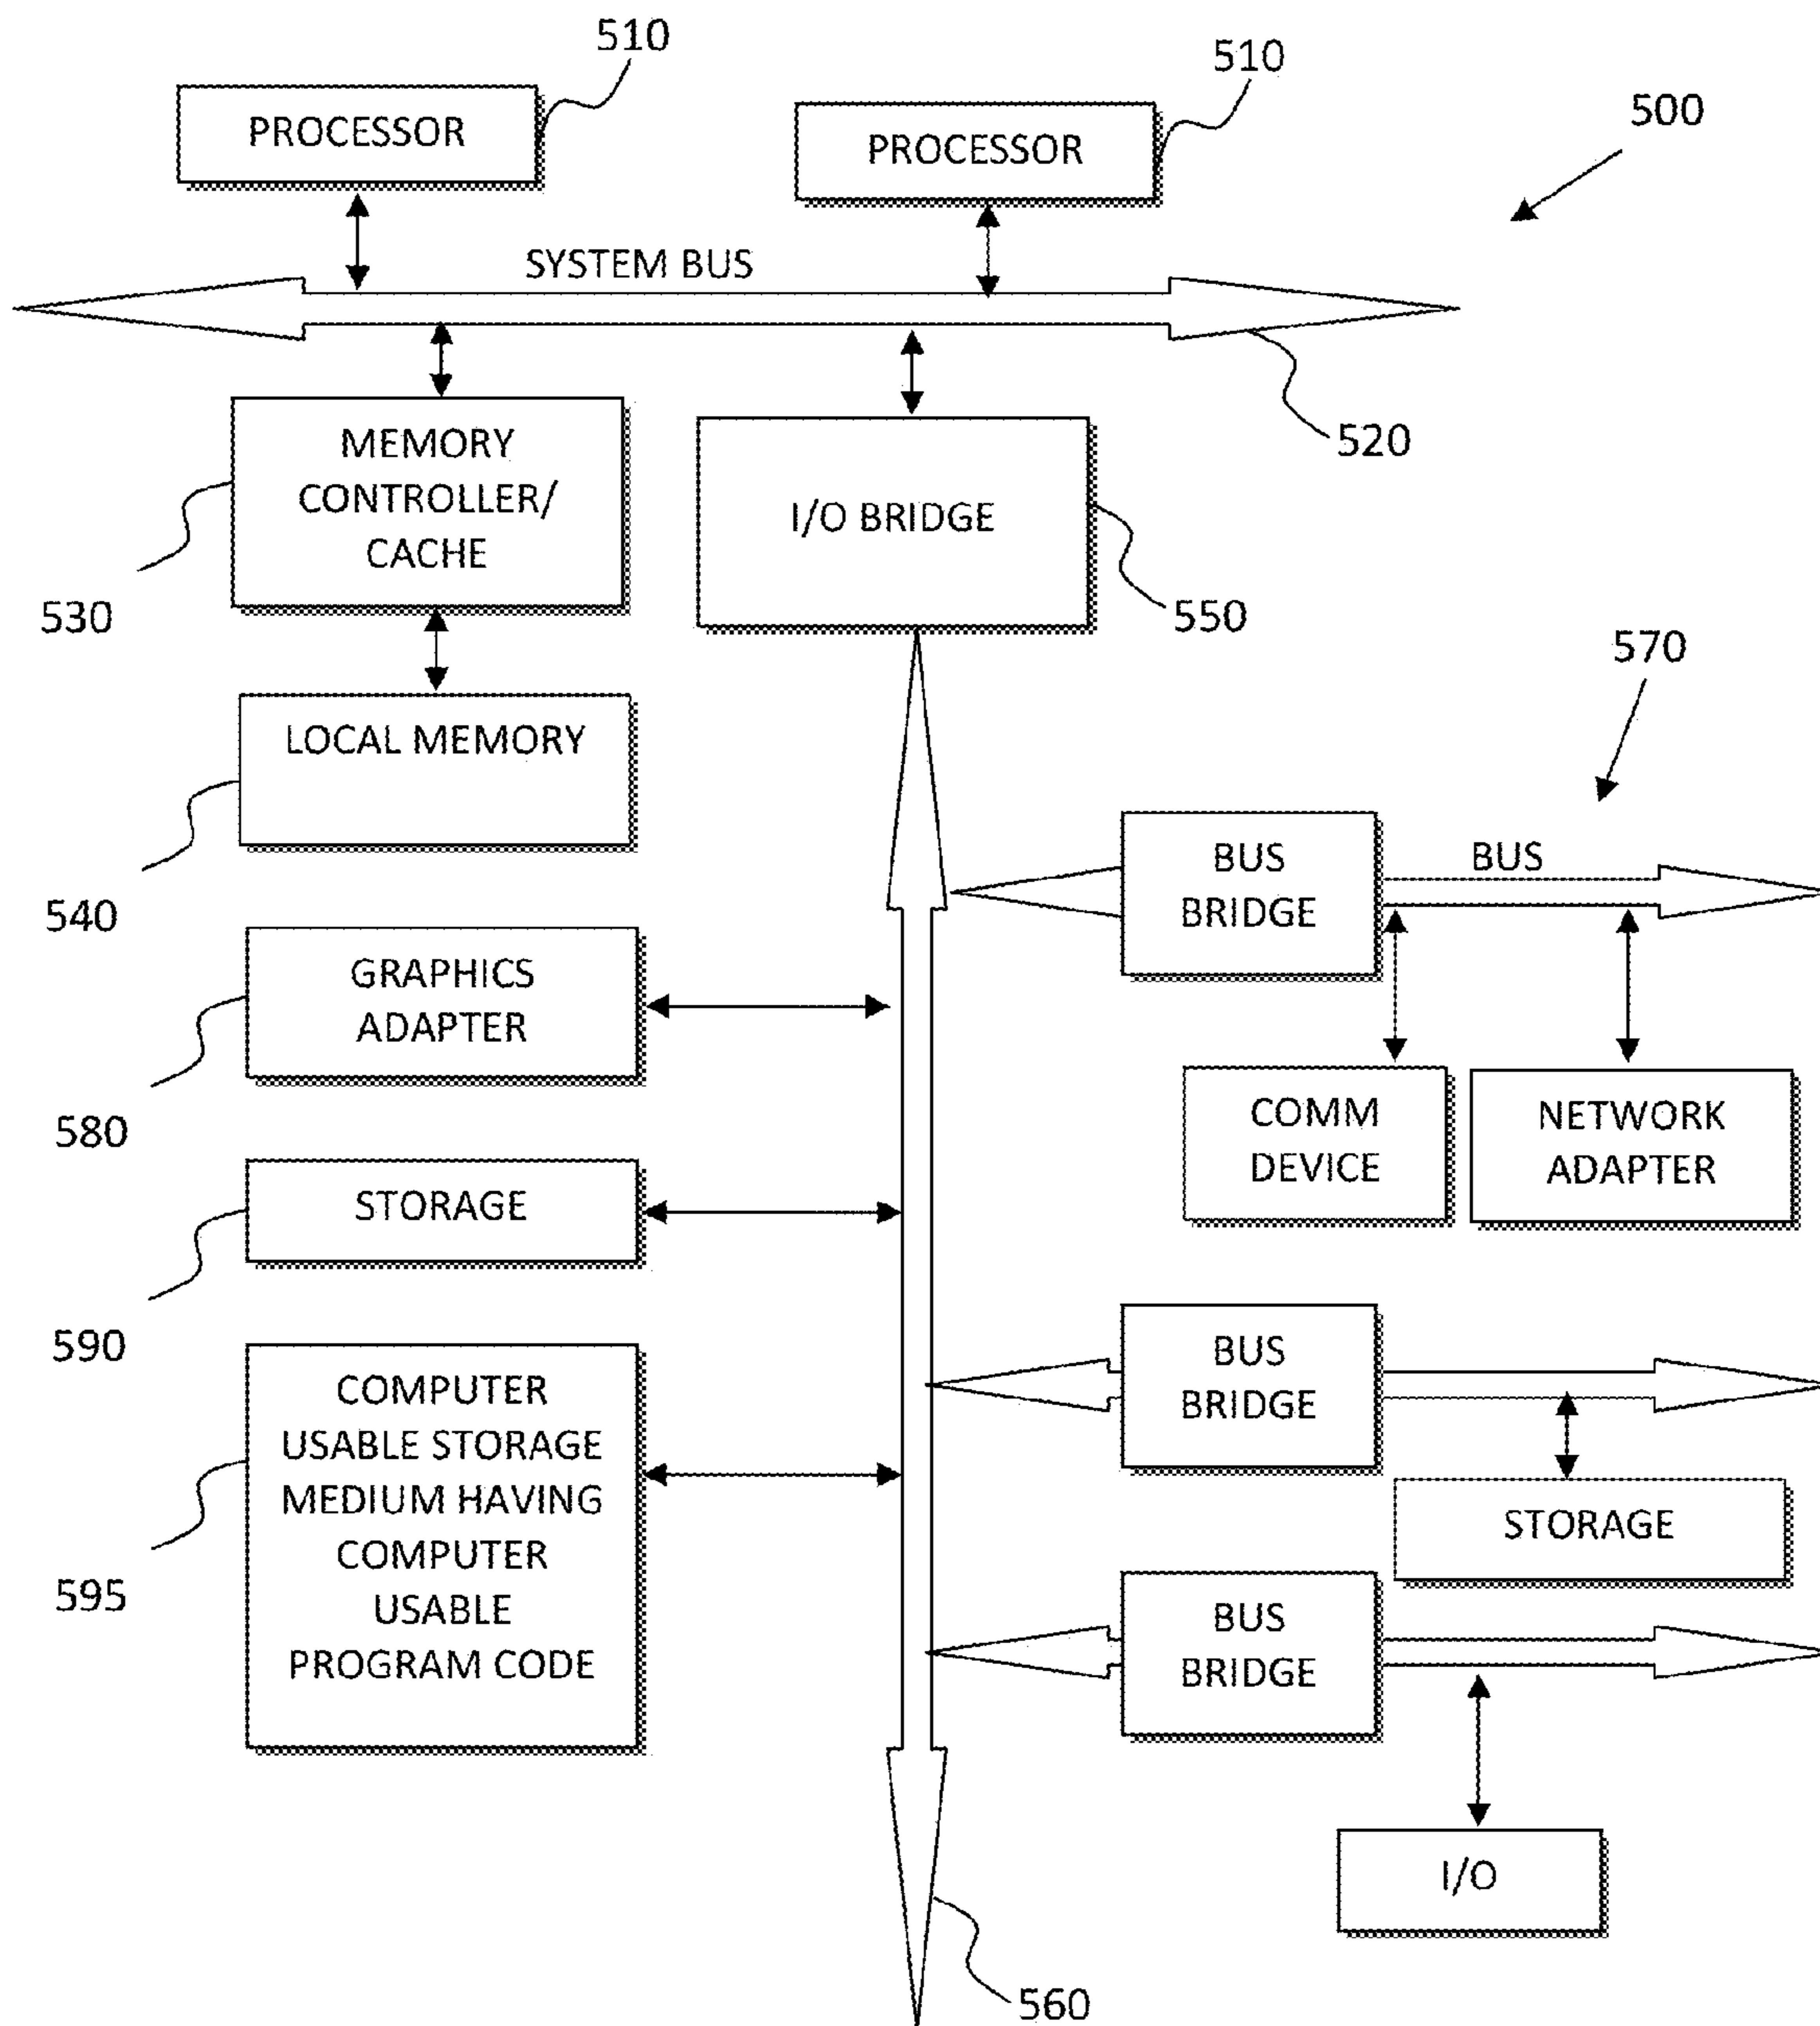 510
510
500
PROCESSOR
PROCESSOR
SYSTEM BUS
520
MEMORY
CONTROLLER/
CACHE
I/O BRIDGE
530
550
570
LOCAL MEMORY
540
BUS
BRIDGE
BUS
GRAPHICS
ADAPTER
580
COMM
DEVICE
NETWORK
ADAPTER
STORAGE
590
BUS
BRIDGE
COMPUTER
USABLE STORAGE
MEDIUM HAVING
COMPUTER
USABLE
PROGRAM CODE
595
STORAGE
BUS
BRIDGE
I/O
560